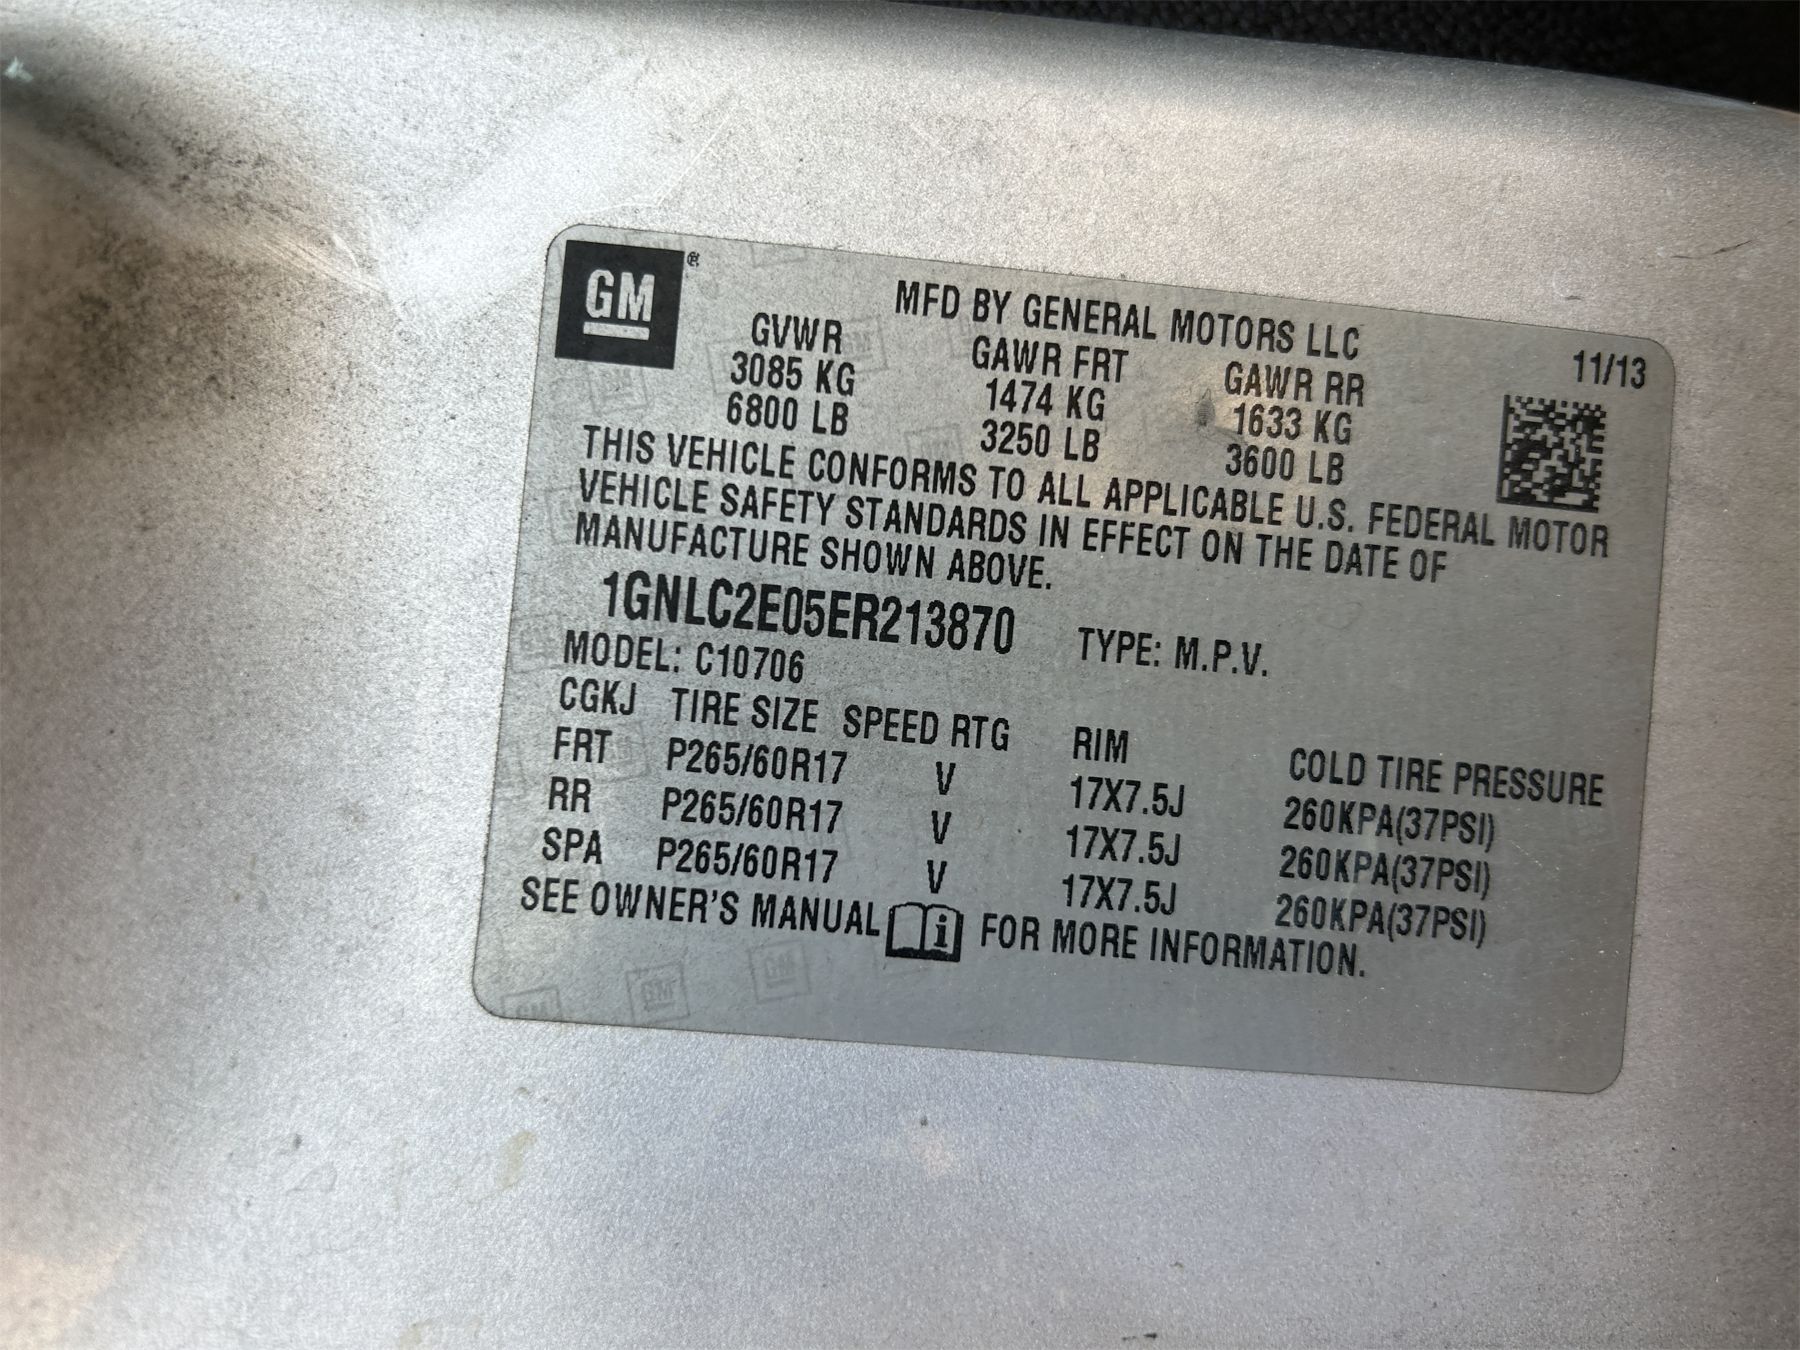 GM ®
MFD BY GENERAL MOTORS LLC
11/13
GVWR GAWR FRT GAWR RR
3085 KG 1474 KG 1633 KG
6800 LB 3250 LB 3600 LB
THIS VEHICLE CONFORMS TO ALL APPLICABLE U.S. FEDERAL MOTOR
VEHICLE SAFETY STANDARDS IN EFFECT ON THE DATE OF
MANUFACTURE SHOWN ABOVE.
1GNLC2E05ER213870 TYPE: M.P.V.
MODEL: C10706
CGKJ TIRE SIZE SPEED RTG RIM COLD TIRE PRESSURE
FRT P265/60R17 V 17X7.5J 260KPA(37PSI)
RR P265/60R17 V 17X7.5J 260KPA(37PSI)
SPA P265/60R17 V 17X7.5J 260KPA(37PSI)
SEE OWNER'S MANUAL i FOR MORE INFORMATION.